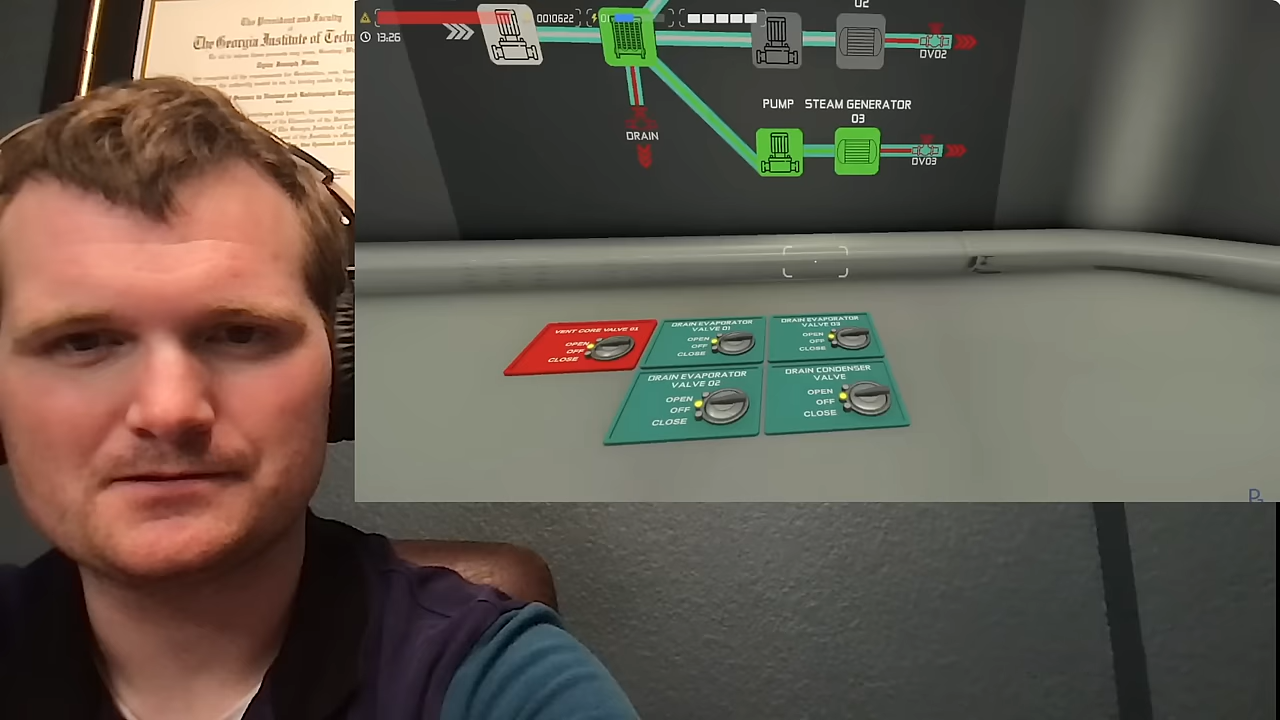 The President and Faculty
The Georgia Institute of Techn
0010622
13:26
02
DV02
DRAIN
PUMP STEAM GENERATOR
03
DV03
VENT CORE VALVE 01
OPEN
OFF
CLOSE
DRAIN EVAPORATOR
VALVE 01
OPEN
OFF
CLOSE
DRAIN EVAPORATOR
VALVE 03
OPEN
OFF
CLOSE
DRAIN EVAPORATOR
VALVE 02
OPEN
OFF
CLOSE
DRAIN CONDENSER
VALVE
OPEN
OFF
CLOSE